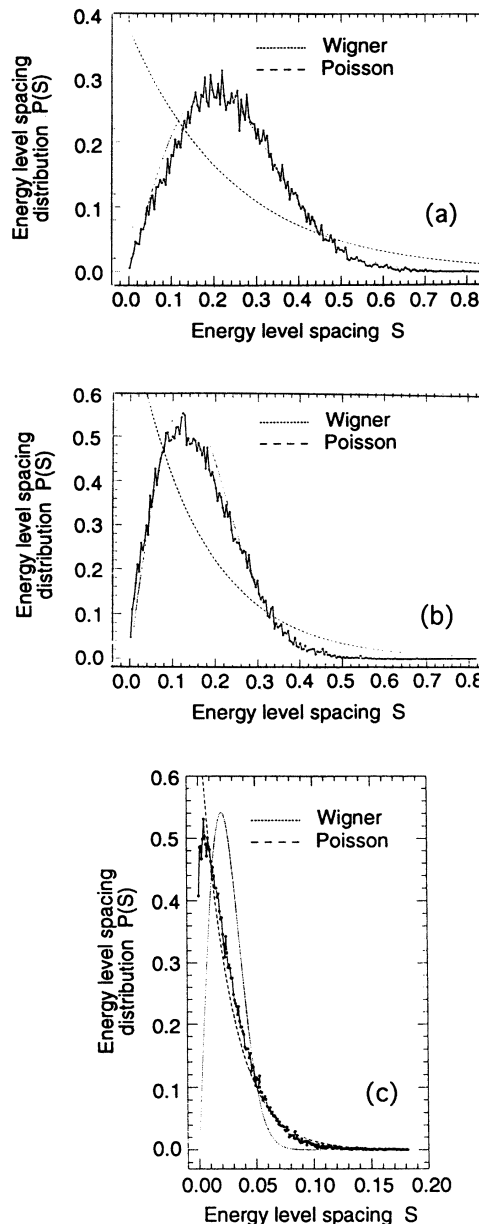 0.4
0.3
0.2
0.1
0.0
Energy level spacing
distribution P(S)
Wigner
Poisson
(a)
0.0 0.1 0.2 0.3 0.4 0.5 0.6 0.7 0.8
Energy level spacing S
0.6
0.5
0.4
0.3
0.2
0.1
0.0
Energy level spacing
distribution P(S)
Wigner
Poisson
(b)
0.0 0.1 0.2 0.3 0.4 0.5 0.6 0.7 0.8
Energy level spacing S
0.6
0.5
0.4
0.3
0.2
0.1
0.0
Energy level spacing
distribution P(S)
Wigner
Poisson
(c)
0.00 0.05 0.10 0.15 0.20
Energy level spacing S